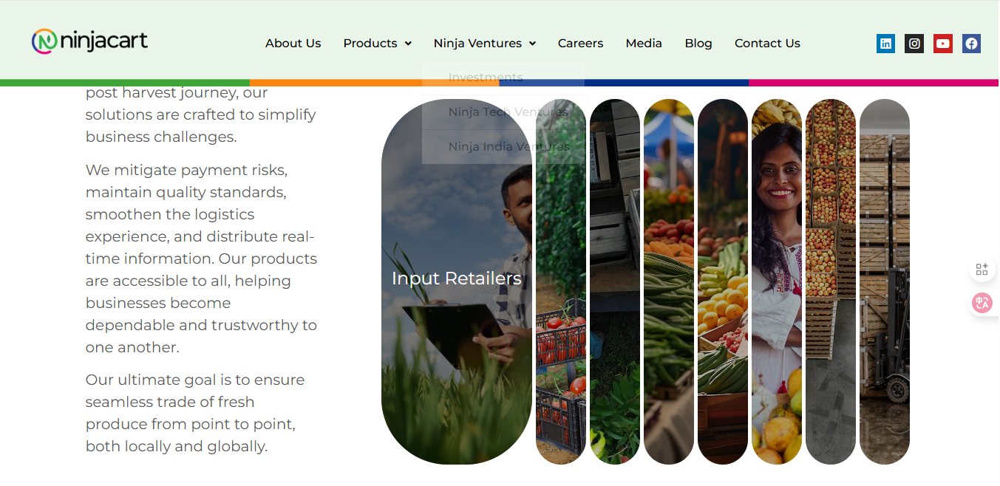 ninjacart
About Us
Products
Ninja Ventures
Careers
Media
Blog
Contact Us
Investments
Ninja Tech Ventures
Ninja India Ventures
post harvest journey, our
solutions are crafted to simplify
business challenges.
We mitigate payment risks,
maintain quality standards,
smoothen the logistics
experience, and distribute real-
time information. Our products
are accessible to all, helping
businesses become
dependable and trustworthy to
one another.
Our ultimate goal is to ensure
seamless trade of fresh
produce from point to point,
both locally and globally.
Input Retailers